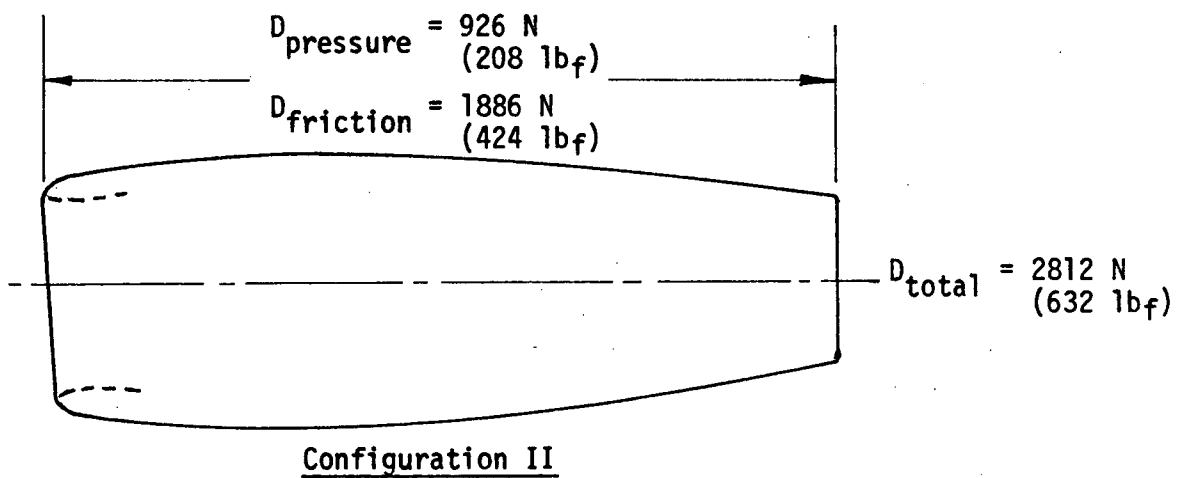 D_pressure = 926 N
(208 lb_f)
D_friction = 1886 N
(424 lb_f)
D_total = 2812 N
(632 lb_f)
Configuration II